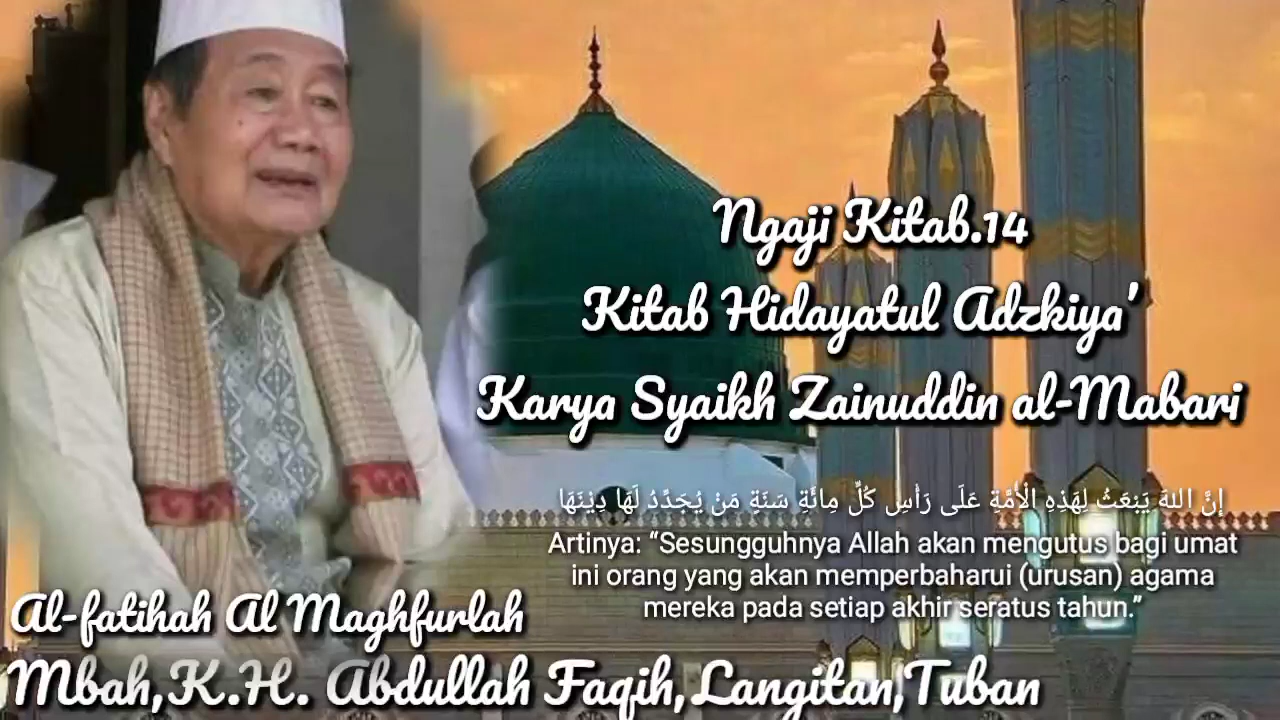 Ngaji Kitab.14
Kitab Hidayatul Adzkiya'
Karya Syaikh Zainuddin al-Mabari
إِنَّ اللهَ يَبْعَثُ لِهَذِهِ الْأُمَّةِ عَلَى رَأْسِ كُلِّ مِائَةِ سَنَةٍ مَنْ يُجَدِّدُ لَهَا دِيْنَهَا
Artinya: “Sesungguhnya Allah akan mengutus bagi umat
ini orang yang akan memperbaharui (urusan) agama
mereka pada setiap akhir seratus tahun.”
Al-fatihah Al Maghfurlah
Mbah,K.H. Abdullah Faqih,Langitan,Tuban